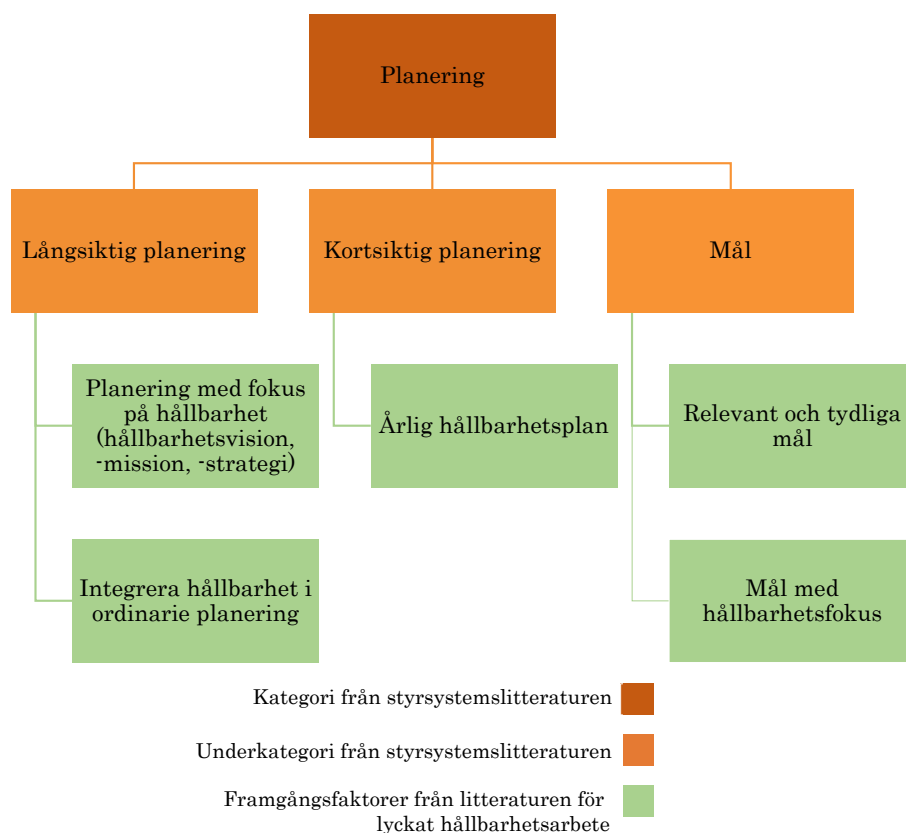 Planering
Långsiktig planering
Kortsiktig planering
Mål
Planering med fokus
på hållbarhet
(hållbarhetsvision,
-mission, -strategi)
Årlig hållbarhetsplan
Relevant och tydliga
mål
Integrera hållbarhet i
ordinarie planering
Mål med
hållbarhetsfokus
Kategori från styrsystemslitteraturen
Underkategori från styrsystemslitteraturen
Framgångsfaktorer från litteraturen för
lyckat hållbarhetsarbete